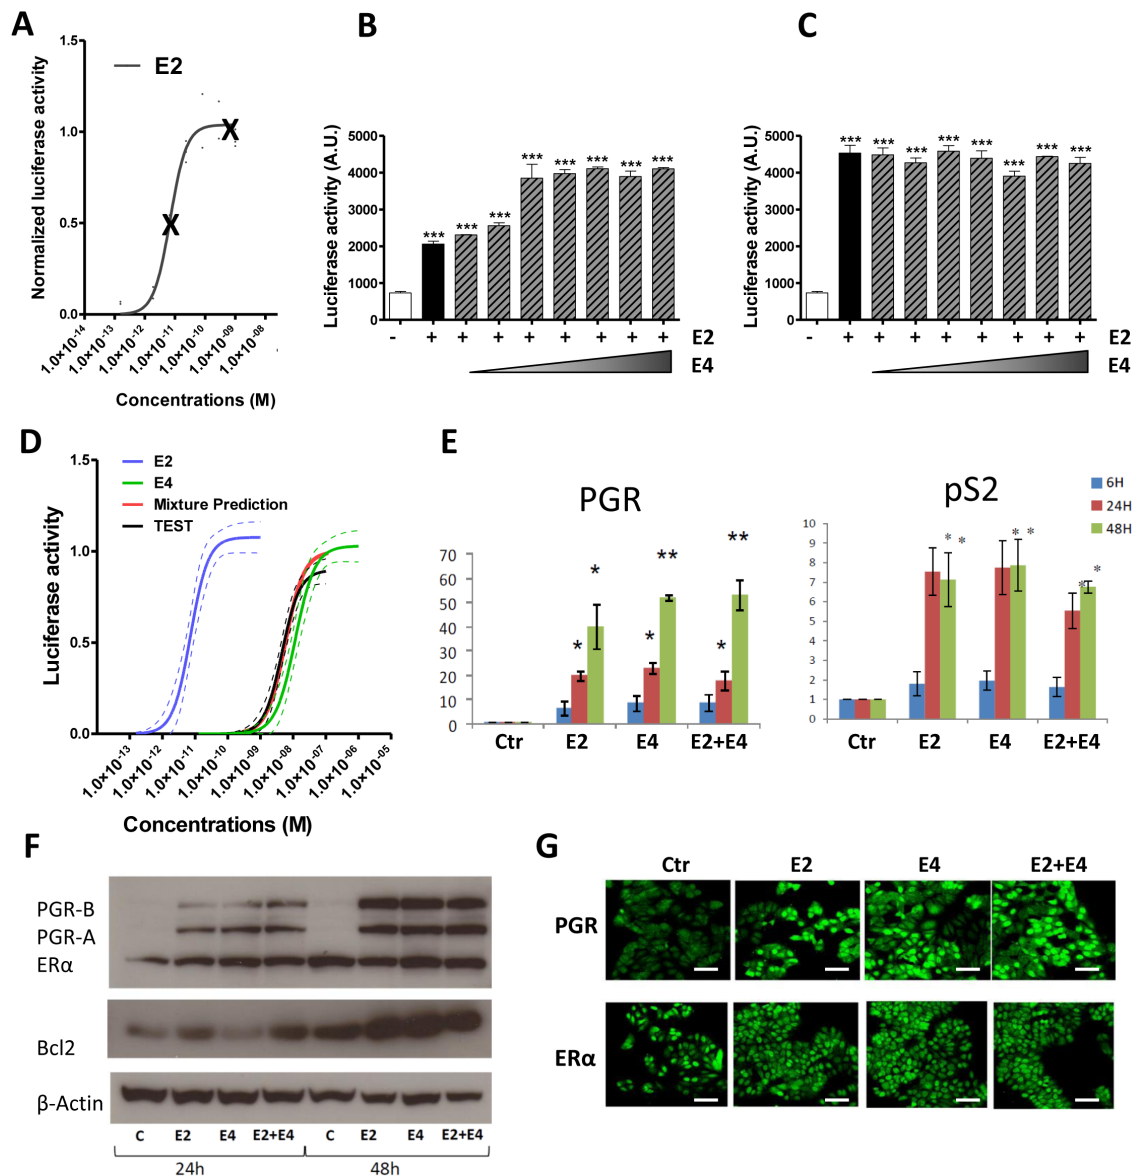 A
1.5
1.0
0.5
0.0
Normalized luciferase activity
E2
X
X
1.0×10⁻¹⁴
1.0×10⁻¹³
1.0×10⁻¹²
1.0×10⁻¹¹
1.0×10⁻¹⁰
1.0×10⁻⁰⁹
1.0×10⁻⁰⁸
Concentrations (M)
B
Luciferase activity (A.U.)
5000
4000
3000
2000
1000
0
*** *** *** *** *** *** *** ***
- + + + + + + + + E2
E4
C
Luciferase activity (A.U.)
5000
4000
3000
2000
1000
0
*** *** *** *** *** *** *** ***
- + + + + + + + + E2
E4
D
E2
E4
Mixture Prediction
TEST
Luciferase activity
1.5
1.0
0.5
0.0
1.0×10⁻¹³
1.0×10⁻¹²
1.0×10⁻¹¹
1.0×10⁻¹⁰
1.0×10⁻⁰⁹
1.0×10⁻⁰⁸
1.0×10⁻⁰⁷
1.0×10⁻⁰⁶
1.0×10⁻⁰⁵
Concentrations (M)
E
PGR
70
60
50
40
30
20
10
0
* * * ** * **
Ctr E2 E4 E2+E4
pS2
6H
24H
48H
10
9
8
7
6
5
4
3
2
1
0
* * * * * *
Ctr E2 E4 E2+E4
F
PGR-B
PGR-A
ERα
Bcl2
β-Actin
C E2 E4 E2+E4 C E2 E4 E2+E4
24h 48h
G
Ctr E2 E4 E2+E4
PGR
ERα